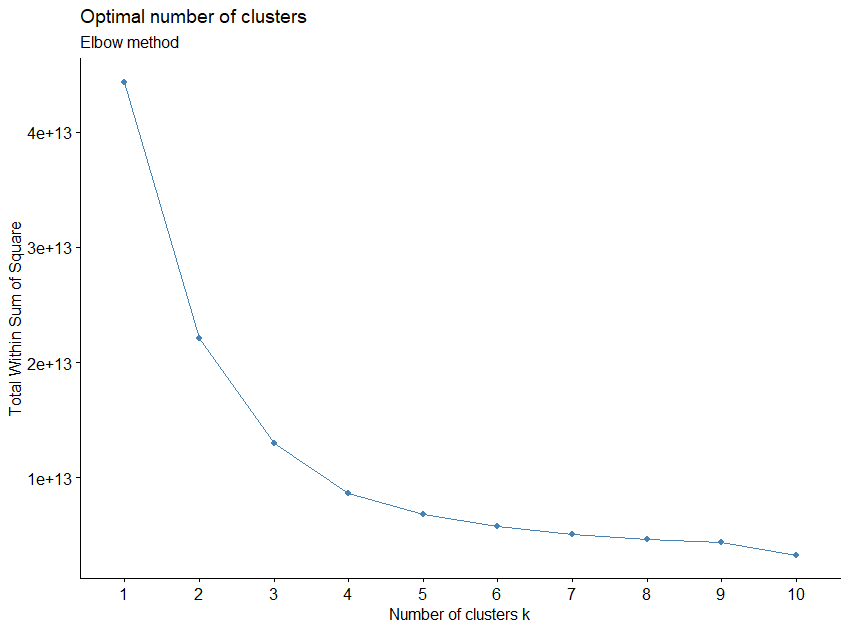 Optimal number of clusters
Elbow method
Total Within Sum of Square
4e+13
3e+13
2e+13
1e+13
1 2 3 4 5 6 7 8 9 10
Number of clusters k